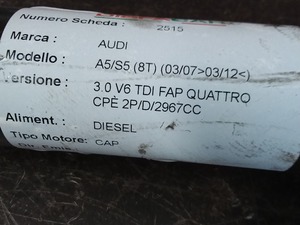 Numero Scheda : 2515
Marca : AUDI
Modello : A5/S5 (8T) (03/07>03/12<)
Versione : 3.0 V6 TDI FAP QUATTRO
CPÈ 2P/D/2967CC
Aliment. : DIESEL
Tipo Motore: CAP